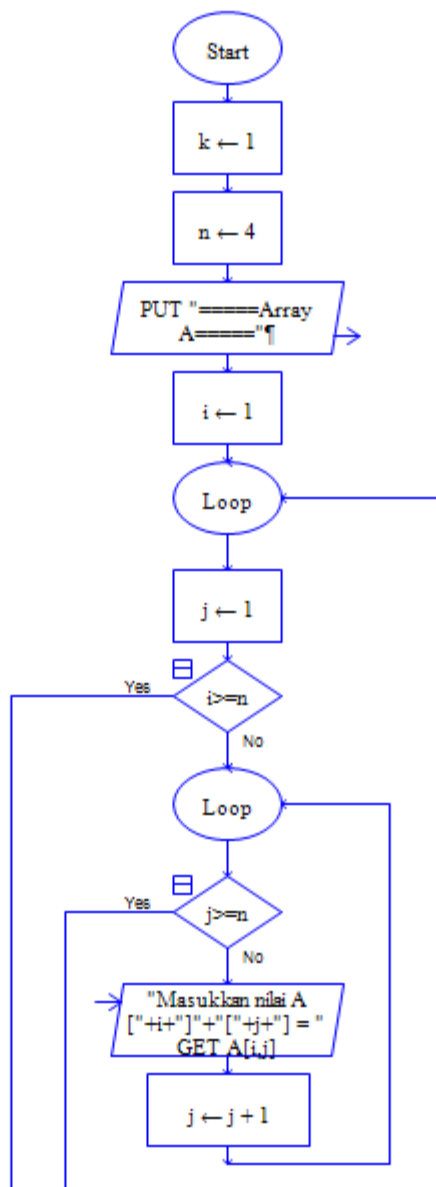 Start
k ← 1
n ← 4
PUT "=====Array
A====="¶
i ← 1
Loop
j ← 1
Yes
i>=n
No
Loop
Yes
j>=n
No
"Masukkan nilai A
["+i+"]"+"["+j+"] = "
GET A[i,j]
j ← j + 1